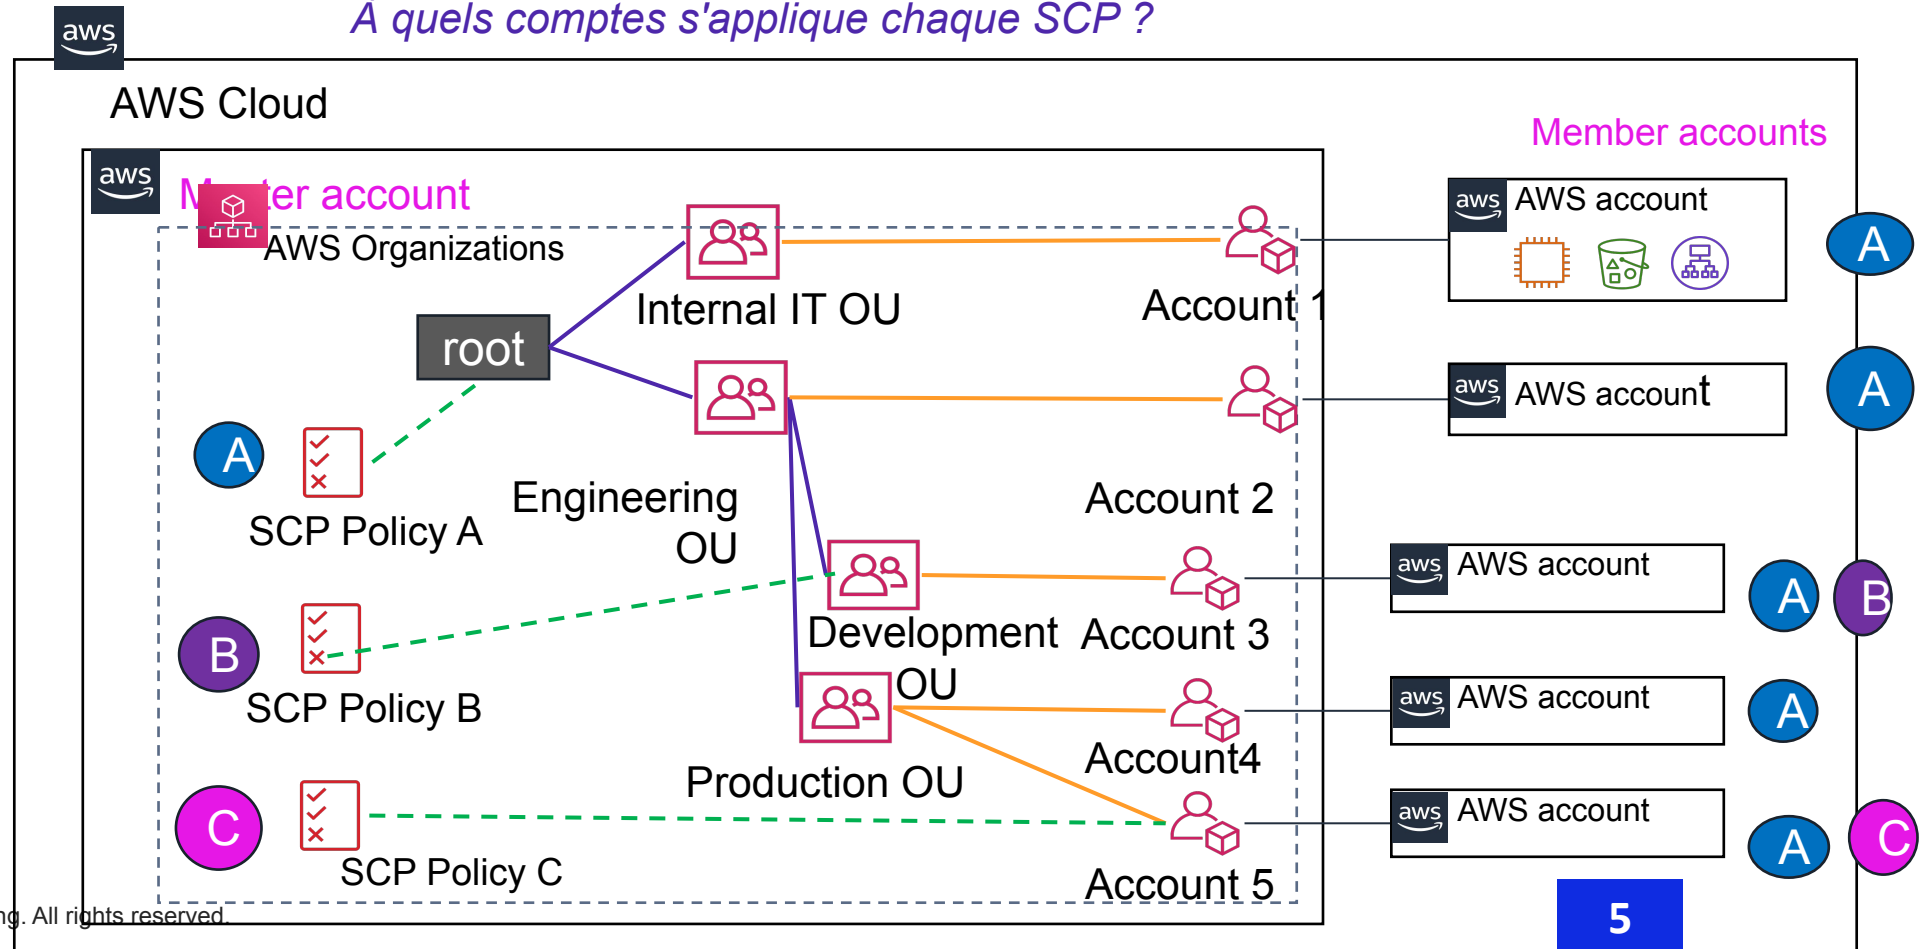 À quels comptes s'applique chaque SCP ?
aws
AWS Cloud
Member accounts
aws
Master account
AWS Organizations
aws
AWS account
A
Internal IT OU
Account 1
root
aws
AWS account
A
A
SCP Policy A
Engineering
OU
Account 2
aws
AWS account
A
B
B
Development
OU
Account 3
SCP Policy B
aws
AWS account
A
Account4
Production OU
aws
AWS account
A
C
C
SCP Policy C
Account 5
5
ng. All rights reserved.